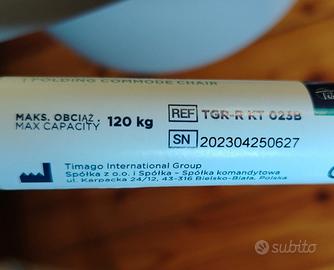 FOLDING COMMODE CHAIR
MAKS. OBCIĄŻ.
MAX CAPACITY 120 kg
REF TGR-R KT 023B
SN 202304250627
Timago International Group
Spółka z o.o. i Spółka - Spółka komandytowa
ul. Karpacka 24/12, 43-316 Bielsko-Biała, Polska
subito